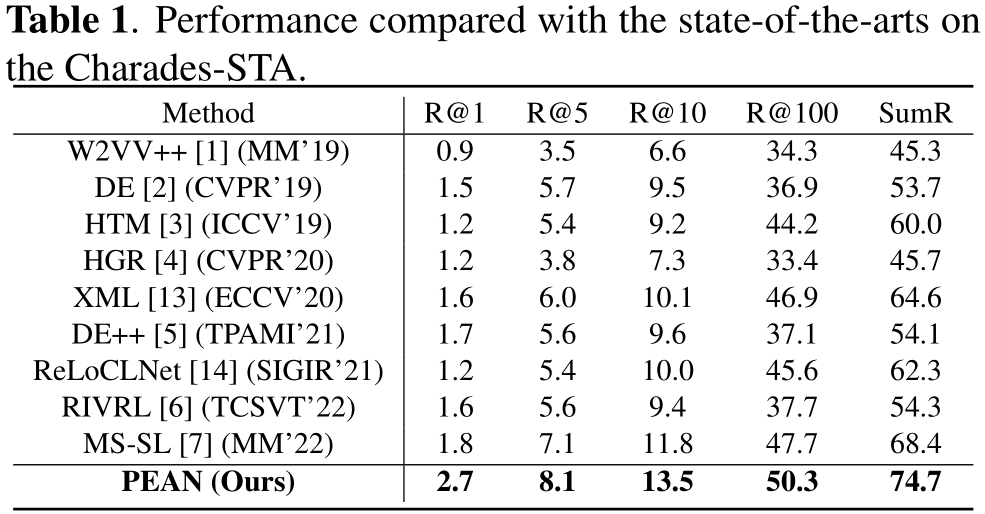 Table 1. Performance compared with the state-of-the-arts on
the Charades-STA.
Method R@1 R@5 R@10 R@100 SumR
W2VV++ [1] (MM’19) 0.9 3.5 6.6 34.3 45.3
DE [2] (CVPR’19) 1.5 5.7 9.5 36.9 53.7
HTM [3] (ICCV’19) 1.2 5.4 9.2 44.2 60.0
HGR [4] (CVPR’20) 1.2 3.8 7.3 33.4 45.7
XML [13] (ECCV’20) 1.6 6.0 10.1 46.9 64.6
DE++ [5] (TPAMI’21) 1.7 5.6 9.6 37.1 54.1
ReLoCLNet [14] (SIGIR’21) 1.2 5.4 10.0 45.6 62.3
RIVRL [6] (TCSVT’22) 1.6 5.6 9.4 37.7 54.3
MS-SL [7] (MM’22) 1.8 7.1 11.8 47.7 68.4
PEAN (Ours) 2.7 8.1 13.5 50.3 74.7